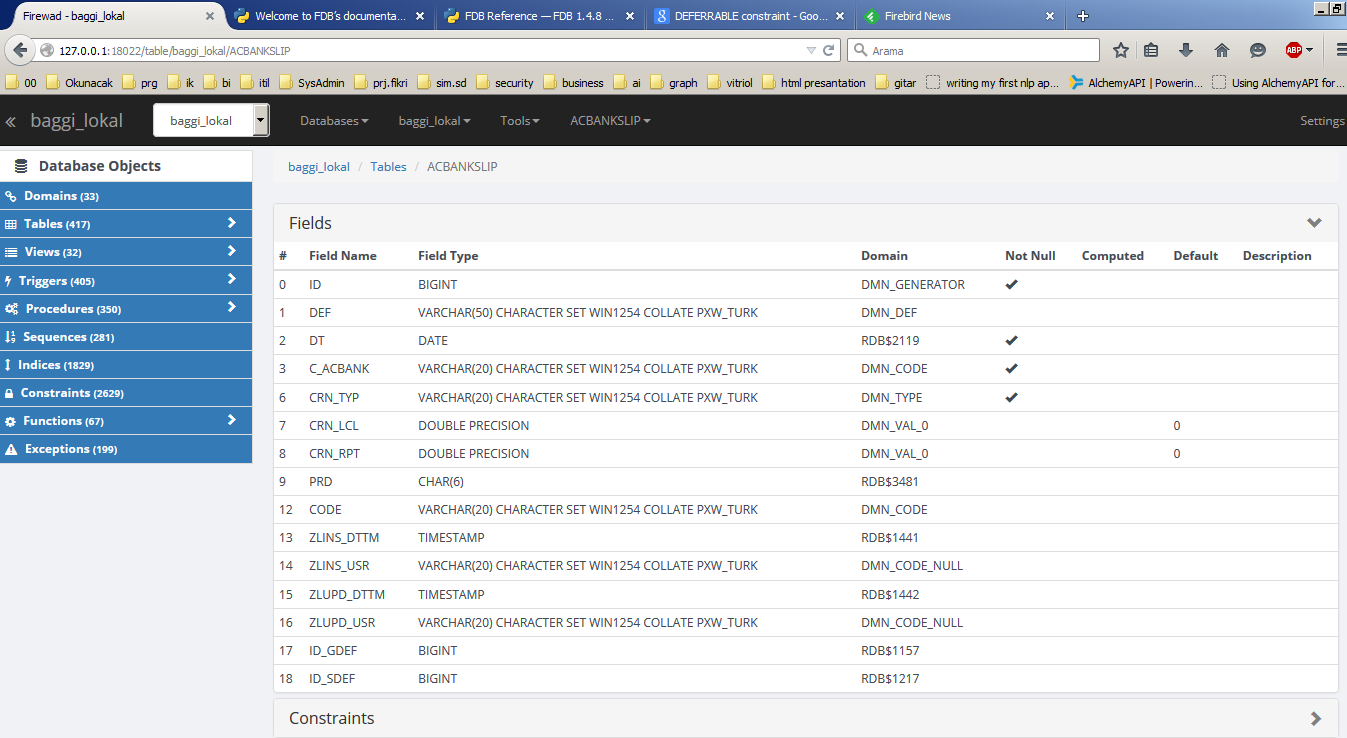 Firewad - baggi_lokal Welcome to FDB's documenta... FDB Reference — FDB 1.4.8 ... DEFERRABLE constraint - Goo... Firebird News
127.0.0.1:18022/table/baggi_lokal/ACBANKSLIP Arama ABP
00 Okunacak prg ik bi itil SysAdmin prj.fikri sim.sd security business ai graph vitriol html presantation gitar writing my first nlp ap... AlchemyAPI | Powerin... Using AlchemyAPI for...
« baggi_lokal baggi_lokal Databases baggi_lokal Tools ACBANKSLIP Settings
Database Objects
Domains (33)
Tables (417)
Views (32)
Triggers (405)
Procedures (350)
Sequences (281)
Indices (1829)
Constraints (2629)
Functions (67)
Exceptions (199)
baggi_lokal / Tables / ACBANKSLIP
Fields
# Field Name Field Type Domain Not Null Computed Default Description
0 ID BIGINT DMN_GENERATOR ✔
1 DEF VARCHAR(50) CHARACTER SET WIN1254 COLLATE PXW_TURK DMN_DEF
2 DT DATE RDB$2119 ✔
3 C_ACBANK VARCHAR(20) CHARACTER SET WIN1254 COLLATE PXW_TURK DMN_CODE ✔
6 CRN_TYP VARCHAR(20) CHARACTER SET WIN1254 COLLATE PXW_TURK DMN_TYPE ✔
7 CRN_LCL DOUBLE PRECISION DMN_VAL_0 0
8 CRN_RPT DOUBLE PRECISION DMN_VAL_0 0
9 PRD CHAR(6) RDB$3481
12 CODE VARCHAR(20) CHARACTER SET WIN1254 COLLATE PXW_TURK DMN_CODE
13 ZLINS_DTTM TIMESTAMP RDB$1441
14 ZLINS_USR VARCHAR(20) CHARACTER SET WIN1254 COLLATE PXW_TURK DMN_CODE_NULL
15 ZLUPD_DTTM TIMESTAMP RDB$1442
16 ZLUPD_USR VARCHAR(20) CHARACTER SET WIN1254 COLLATE PXW_TURK DMN_CODE_NULL
17 ID_GDEF BIGINT RDB$1157
18 ID_SDEF BIGINT RDB$1217
Constraints